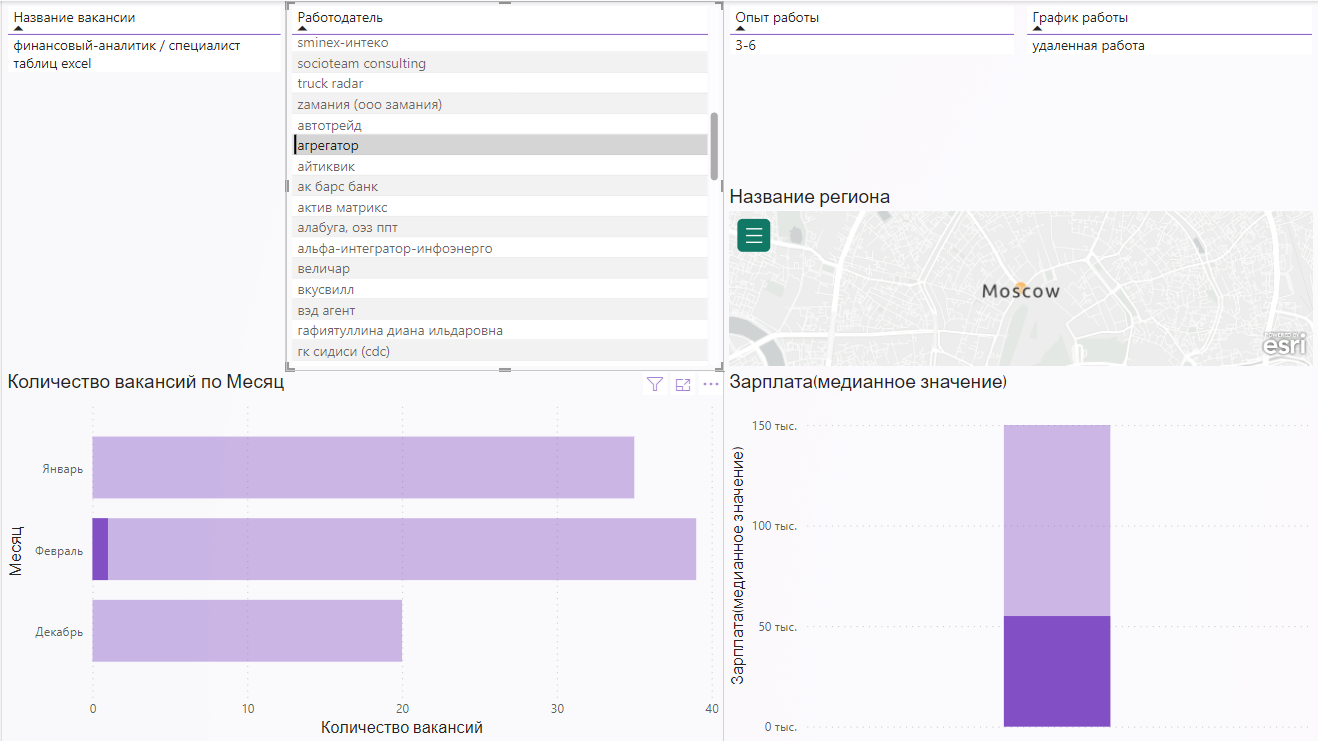 Название вакансии
финансовый-аналитик / специалист
таблиц excel
Работодатель
sminex-интеко
socioteam consulting
truck radar
zамания (ооо замания)
автотрейд
агрегатор
айтиквик
ак барс банк
актив матрикс
алабуга, оэз ппт
альфа-интегратор-инфоэнерго
величар
вкусвилл
вэд агент
гафиятуллина диана ильдаровна
гк сидиси (cdc)
Опыт работы
3-6
График работы
удаленная работа
Название региона
Moscow
POWERED BY
esri
Количество вакансий по Месяц
Месяц
Январь
Февраль
Декабрь
0 10 20 30 40
Количество вакансий
Зарплата(медианное значение)
Зарплата(медианное значение)
150 тыс.
100 тыс.
50 тыс.
0 тыс.